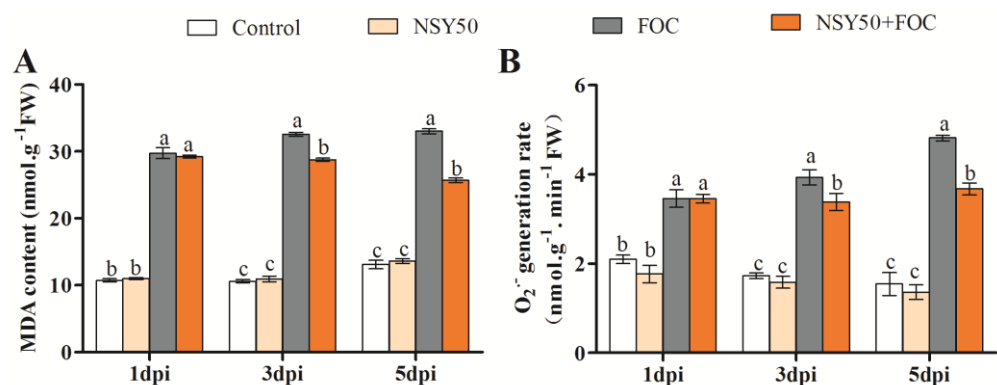 Control NSY50 FOC NSY50+FOC
A
MDA content (nmol.g⁻¹FW)
40
30
20
10
0
b b a a
c c a b
c c a b
1dpi 3dpi 5dpi
B
O₂·⁻ generation rate
(nmol.g⁻¹. min⁻¹ FW)
6
4
2
0
b b a a
c c a b
c c a b
1dpi 3dpi 5dpi